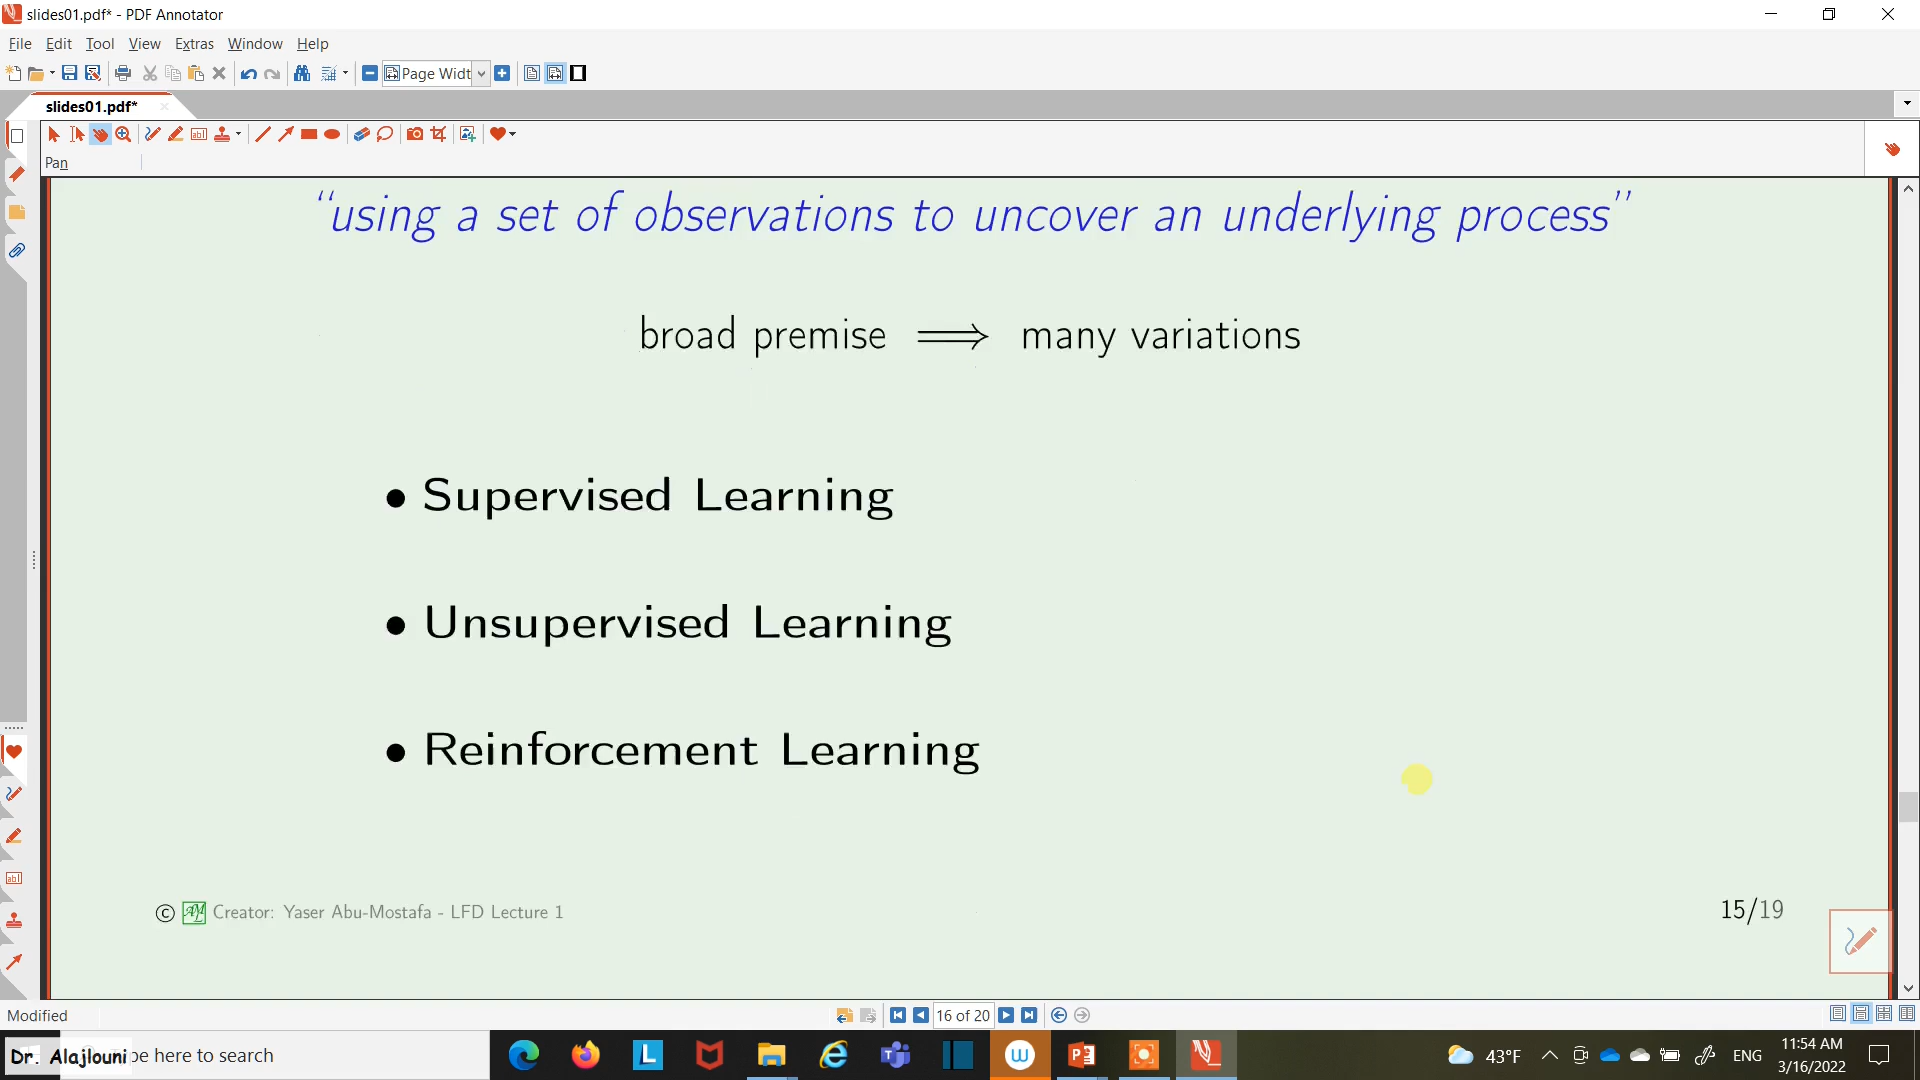 slides01.pdf* - PDF Annotator
File Edit Tool View Extras Window Help
Page Widt
slides01.pdf*
Pan
“using a set of observations to uncover an underlying process”
broad premise ⟹ many variations
• Supervised Learning
• Unsupervised Learning
• Reinforcement Learning
© AML Creator: Yaser Abu-Mostafa - LFD Lecture 1
15/19
Modified
16 of 20
Dr. Alajlouni pe here to search
43°F
ENG
11:54 AM
3/16/2022